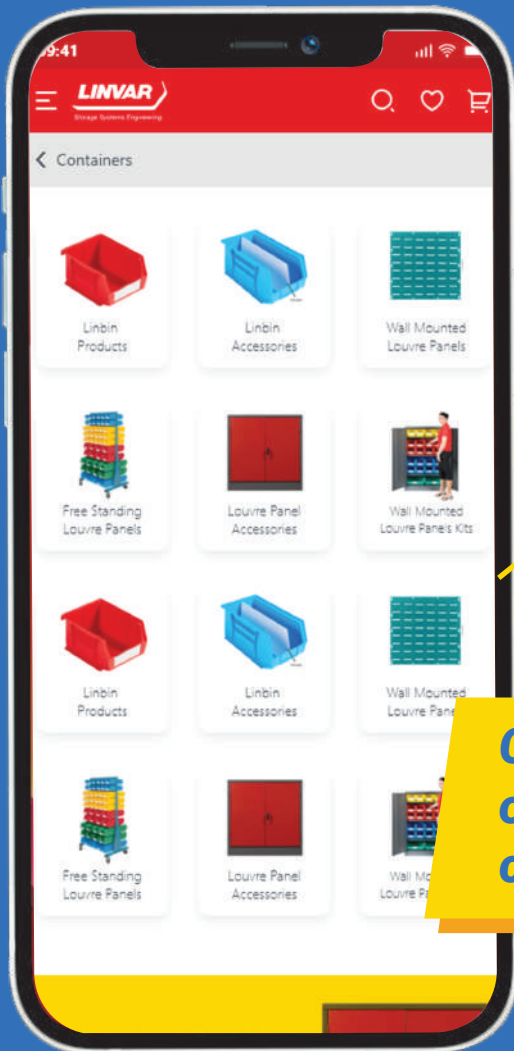 9:41
LINVAR
Storage Systems Engineering
Containers
Linbin
Products
Linbin
Accessories
Wall Mounted
Louvre Panels
Free Standing
Louvre Panels
Louvre Panel
Accessories
Wall Mounted
Louvre Panels Kits
Linbin
Products
Linbin
Accessories
Wall Mounted
Louvre
Free Standing
Louvre Panels
Louvre Panel
Accessories
Wall
Louvre